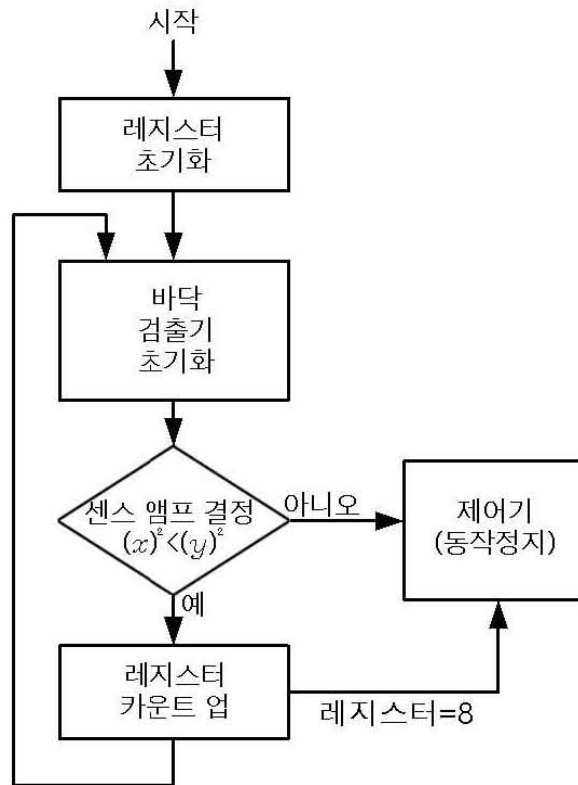 시작
레지스터
초기화
바닥
검출기
초기화
센스 앰프 결정
(x)²<(y)²
아니오
제어기
(동작정지)
예
레지스터
카운트 업
레지스터=8